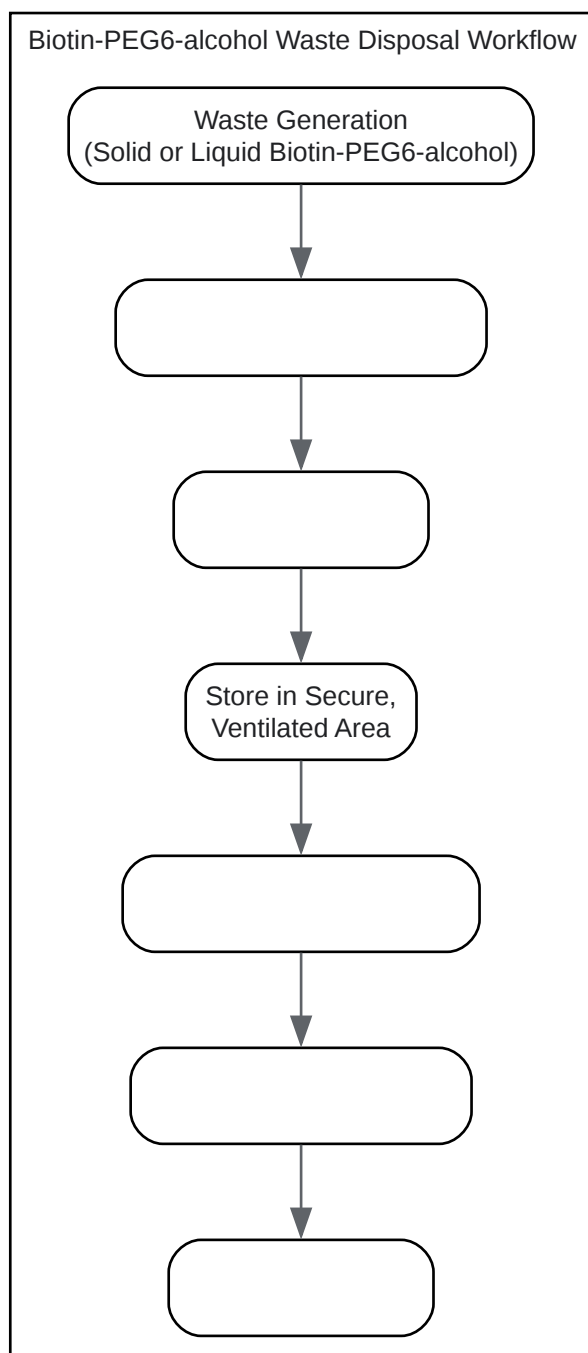 Biotin-PEG6-alcohol Waste Disposal Workflow
Waste Generation
(Solid or Liquid Biotin-PEG6-alcohol)
Store in Secure,
Ventilated Area